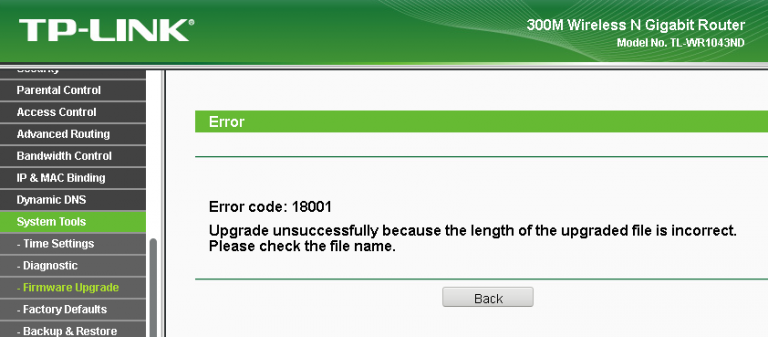 TP-LINK®
300M Wireless N Gigabit Router
Model No. TL-WR1043ND
Security
Parental Control
Access Control
Advanced Routing
Bandwidth Control
IP & MAC Binding
Dynamic DNS
System Tools
- Time Settings
- Diagnostic
- Firmware Upgrade
- Factory Defaults
- Backup & Restore
Error
Error code: 18001
Upgrade unsuccessfully because the length of the upgraded file is incorrect.
Please check the file name.
Back